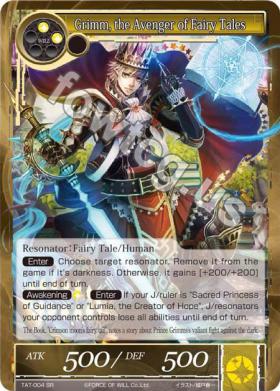 Grimm, the Avenger of Fairy Tales
WILL
fowtcg.us
Resonator:Fairy Tale/Human
Enter Choose target resonator. Remove it from
the game if it's darkness. Otherwise, it gains [+200/+200]
until end of turn.
Awakening Enter If your J/ruler is "Sacred Princess
of Guidance" or "Lumia, the Creator of Hope", J/resonators
your opponent controls lose all abilities until end of turn.
The Book, 'Crimson moon's fairy tale', notes a story about Prince Grimm's valiant fight against the dark.
ATK 500 / DEF 500
TAT-004 SR ©FORCE OF WILL Co.,Ltd.